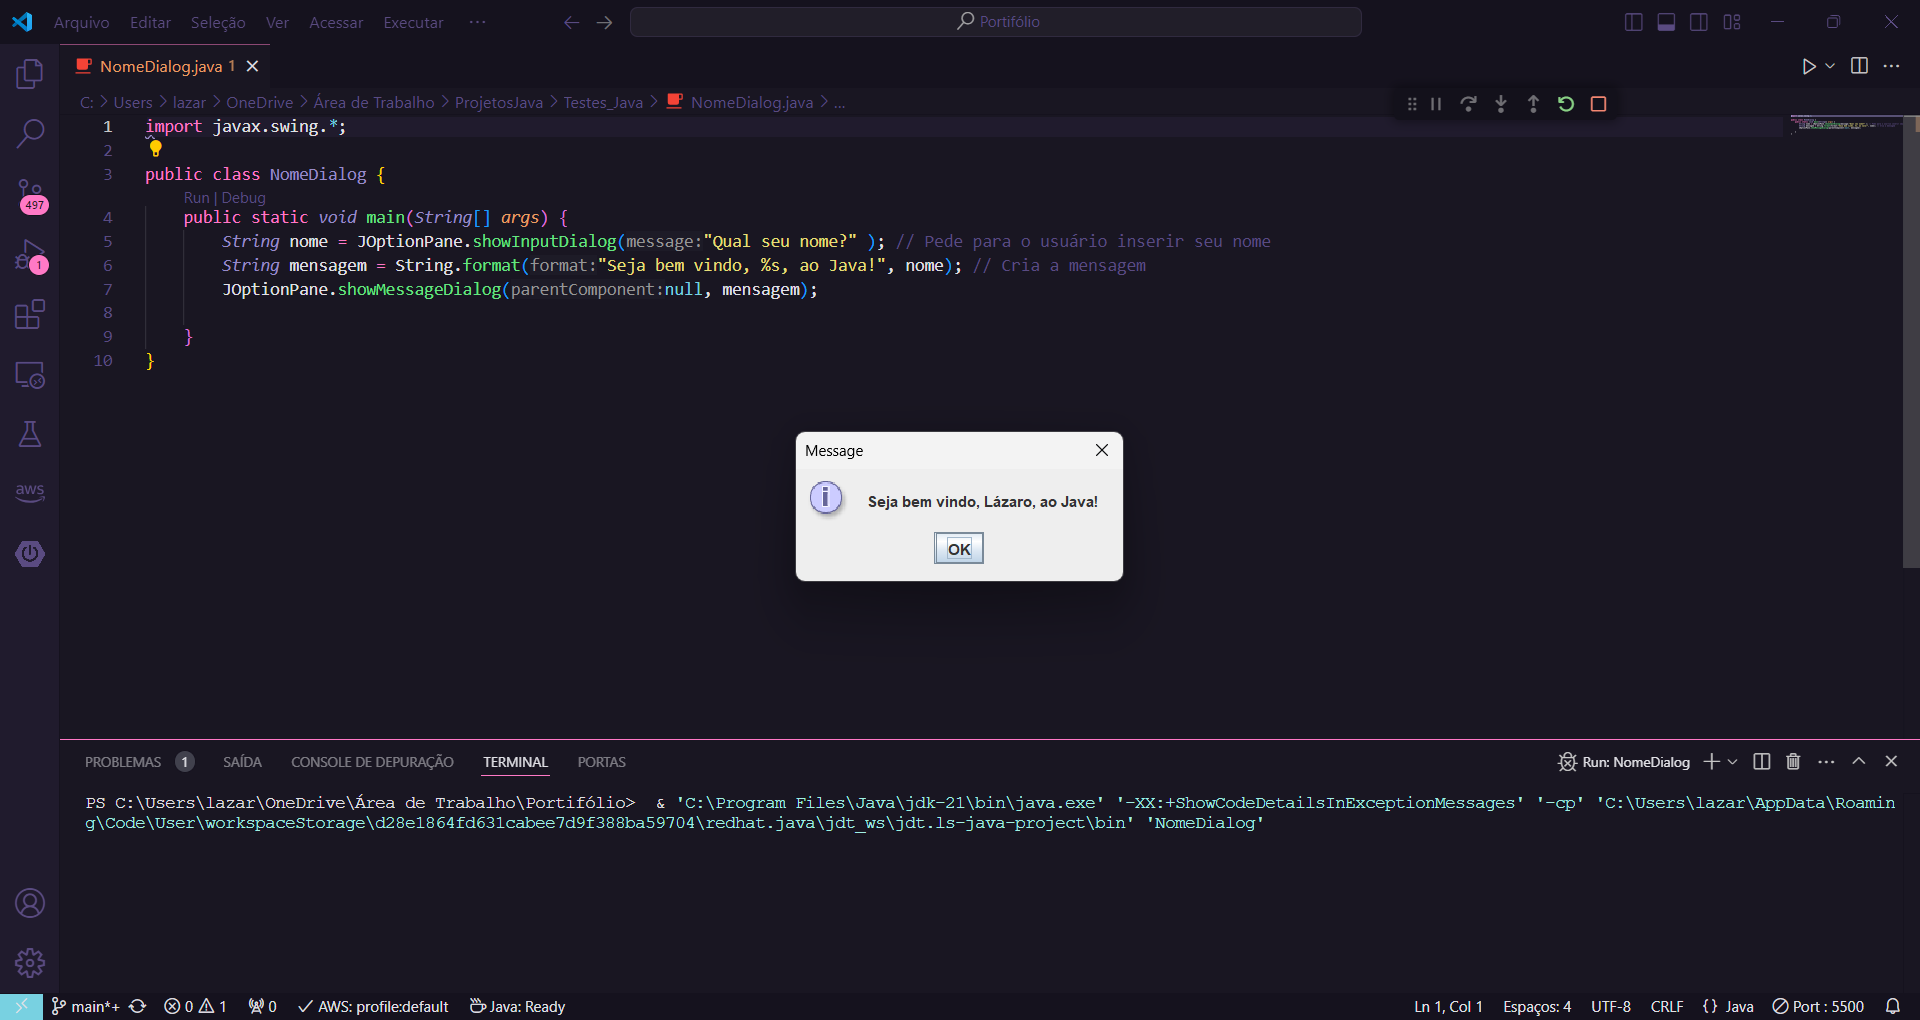 Arquivo Editar Seleção Ver Acessar Executar ··· Portifólio
NomeDialog.java 1
C: > Users > lazar > OneDrive > Área de Trabalho > ProjetosJava > Testes_Java > NomeDialog.java > ...
1 import javax.swing.*;
2
3 public class NomeDialog {
Run | Debug
4 public static void main(String[] args) {
5 String nome = JOptionPane.showInputDialog(message:"Qual seu nome?" ); // Pede para o usuário inserir seu nome
6 String mensagem = String.format(format:"Seja bem vindo, %s, ao Java!", nome); // Cria a mensagem
7 JOptionPane.showMessageDialog(parentComponent:null, mensagem);
8
9 }
10 }
497
1
aws
Message
i
Seja bem vindo, Lázaro, ao Java!
OK
PROBLEMAS 1 SAÍDA CONSOLE DE DEPURAÇÃO TERMINAL PORTAS Run: NomeDialog
PS C:\Users\lazar\OneDrive\Área de Trabalho\Portifólio>  & 'C:\Program Files\Java\jdk-21\bin\java.exe' '-XX:+ShowCodeDetailsInExceptionMessages' '-cp' 'C:\Users\lazar\AppData\Roamin
g\Code\User\workspaceStorage\d28e1864fd631cabee7d9f388ba59704\redhat.java\jdt_ws\jdt.ls-java-project\bin' 'NomeDialog'
main*+ 0 1 0 AWS: profile:default Java: Ready Ln 1, Col 1 Espaços: 4 UTF-8 CRLF {} Java Port : 5500